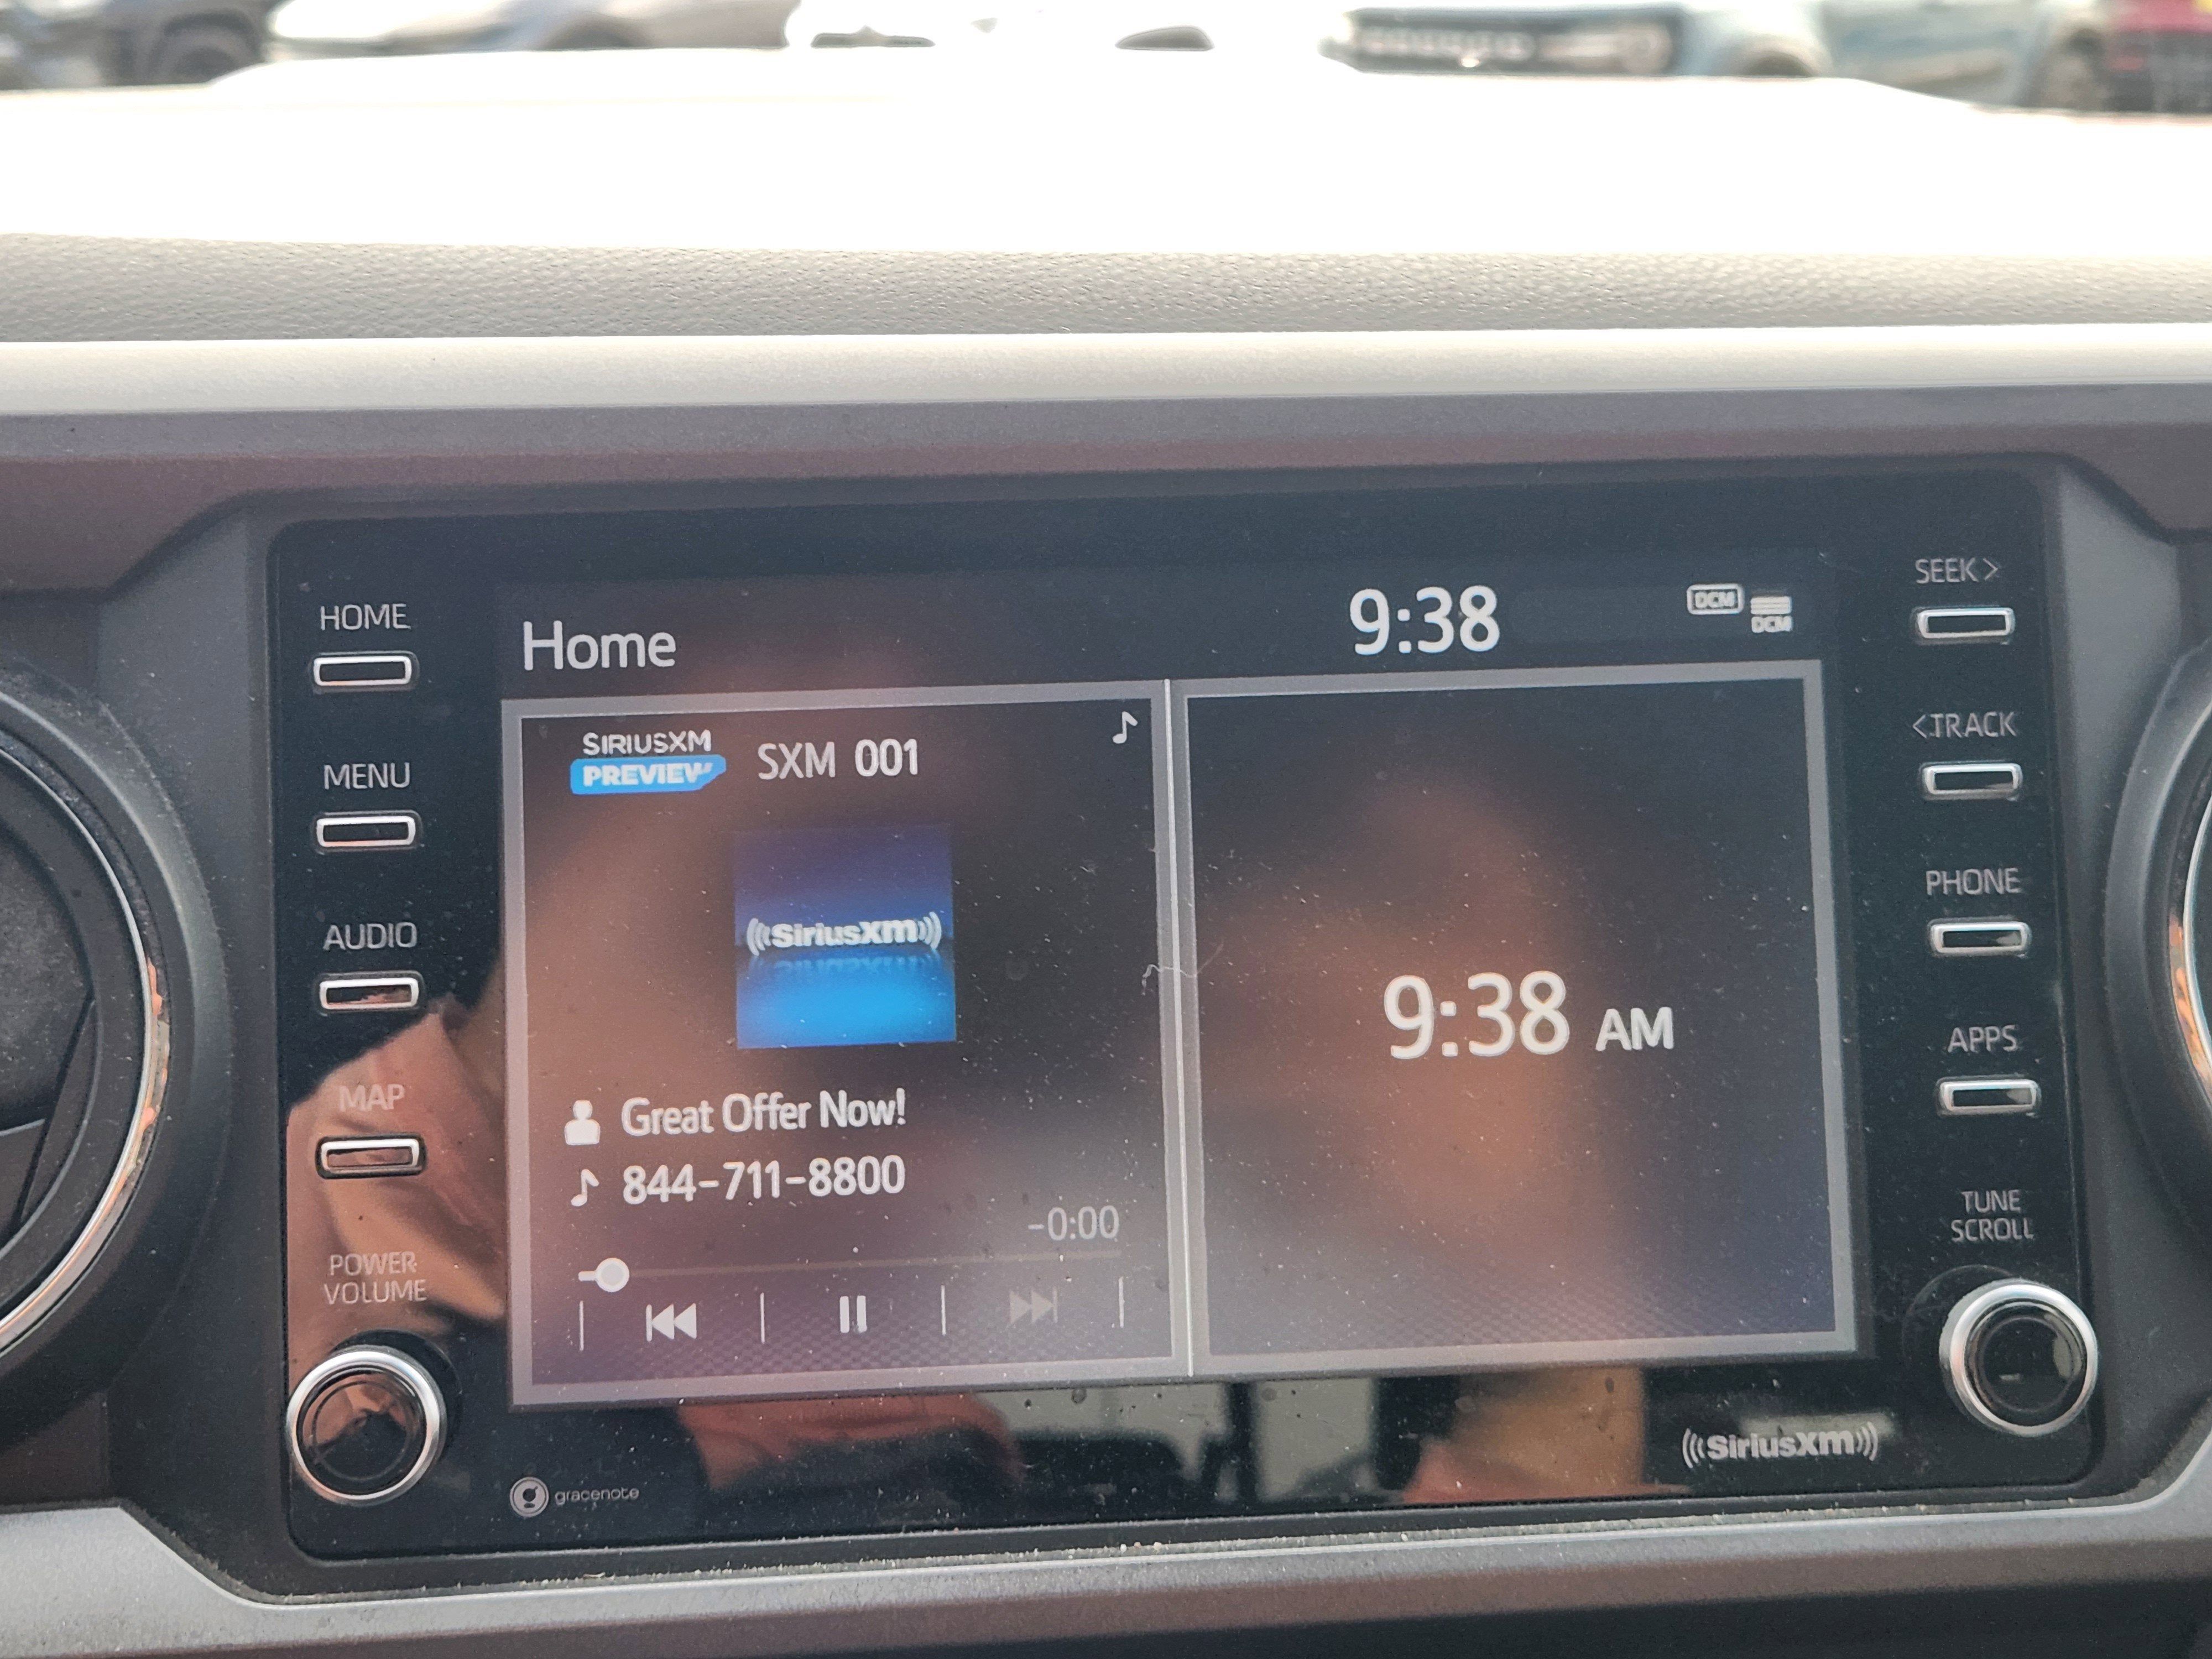 HOME
MENU
AUDIO
MAP
POWER
VOLUME
Home
9:38
DCM
DCM
SIRIUSXM
PREVIEW
SXM 001
((SiriusXM))
Great Offer Now!
844-711-8800
-0:00
9:38 AM
SEEK >
< TRACK
PHONE
APPS
TUNE
SCROLL
gracenote
((SiriusXM))